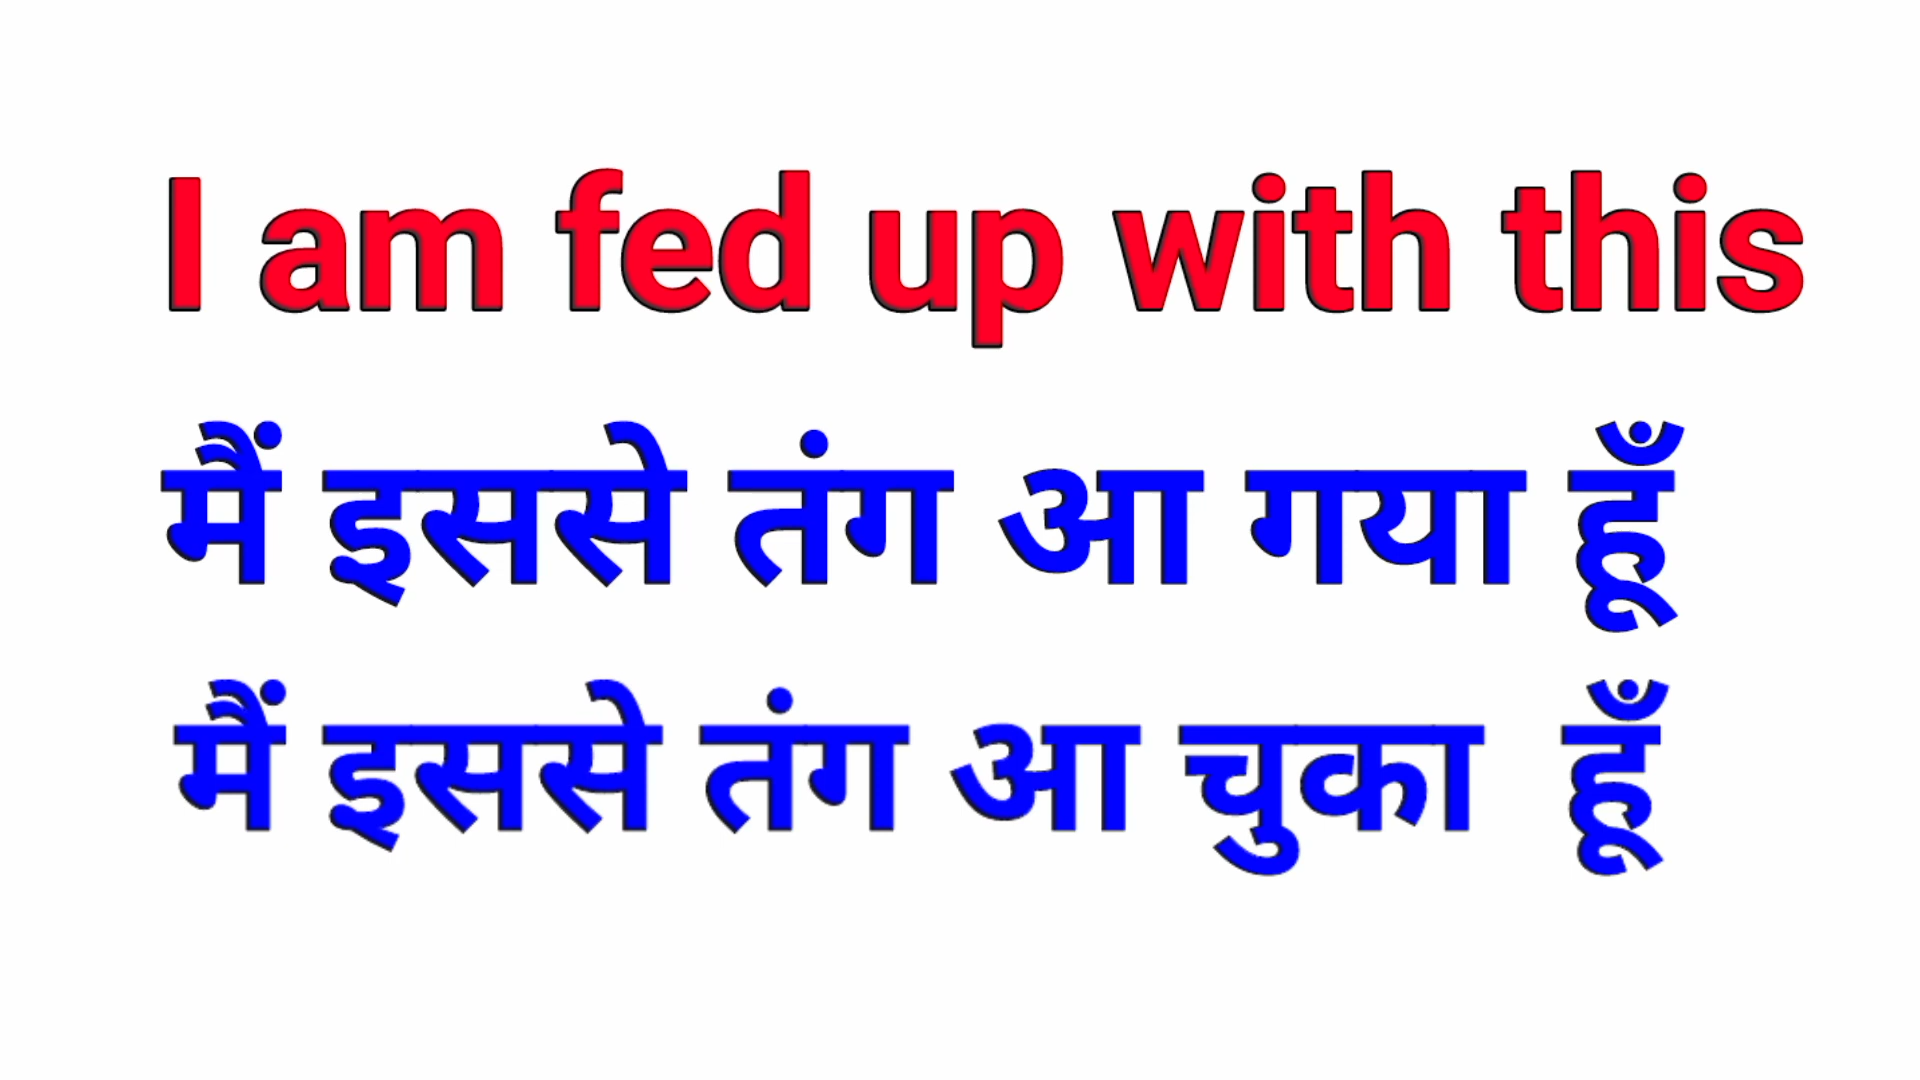 I am fed up with this
मैं इससे तंग आ गया हूँ
मैं इससे तंग आ चुका हूँ